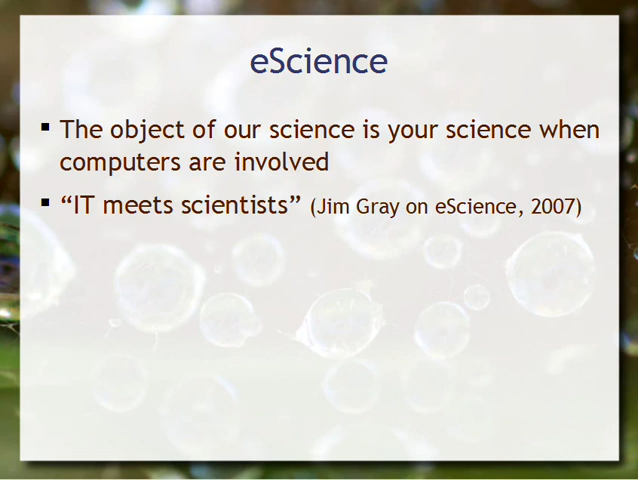 eScience
The object of our science is your science when
computers are involved
“IT meets scientists” (Jim Gray on eScience, 2007)